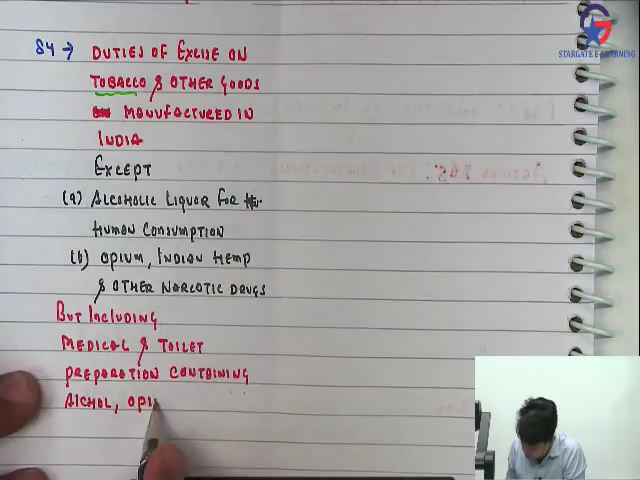 STARGATE E-LEARNING
84 → DUTIES OF EXCISE ON
TOBACCO & OTHER GOODS
MANUFACTURED IN
INDIA
EXCEPT
(a) ALCOHOLIC LIQUOR FOR
HUMAN CONSUMPTION
(b) OPIUM, INDIAN HEMP
& OTHER NARCOTIC DRUGS
BUT INCLUDING
MEDICAL & TOILET
PREPARATION CONTAINING
AlCHOL, OPI